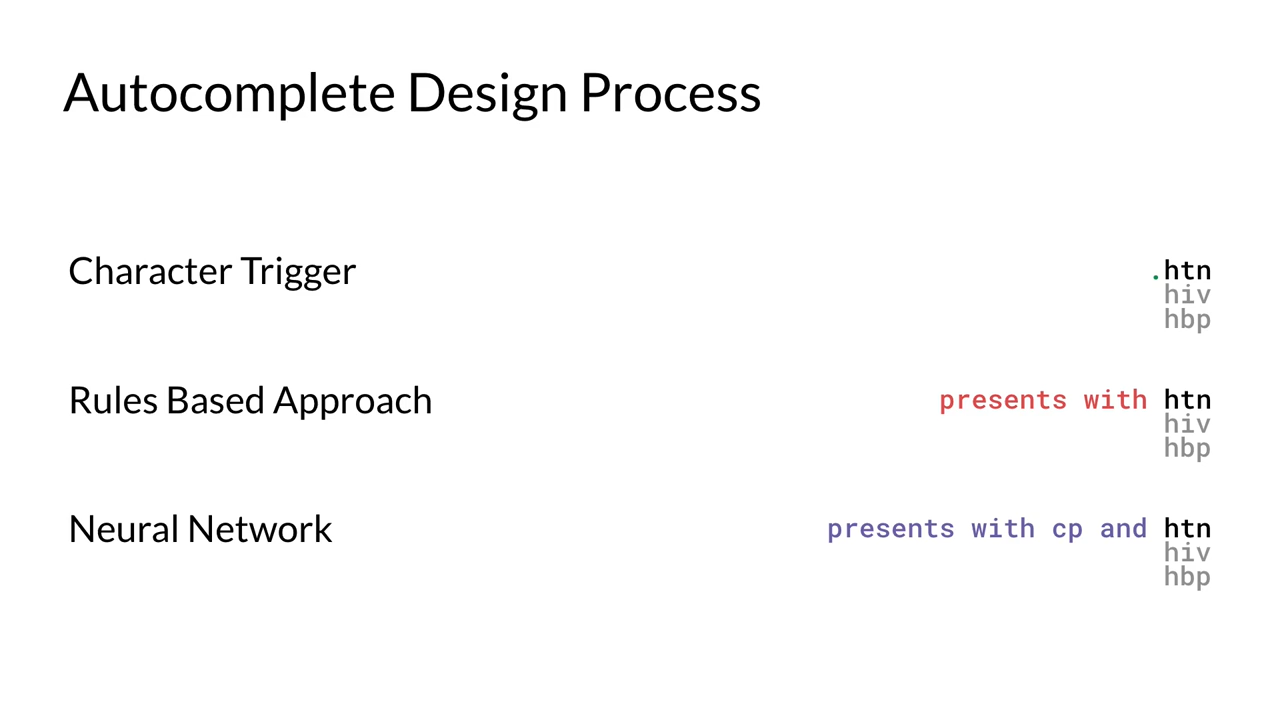 Autocomplete Design Process
Character Trigger
.htn
hiv
hbp
Rules Based Approach
presents with htn
hiv
hbp
Neural Network
presents with cp and htn
hiv
hbp